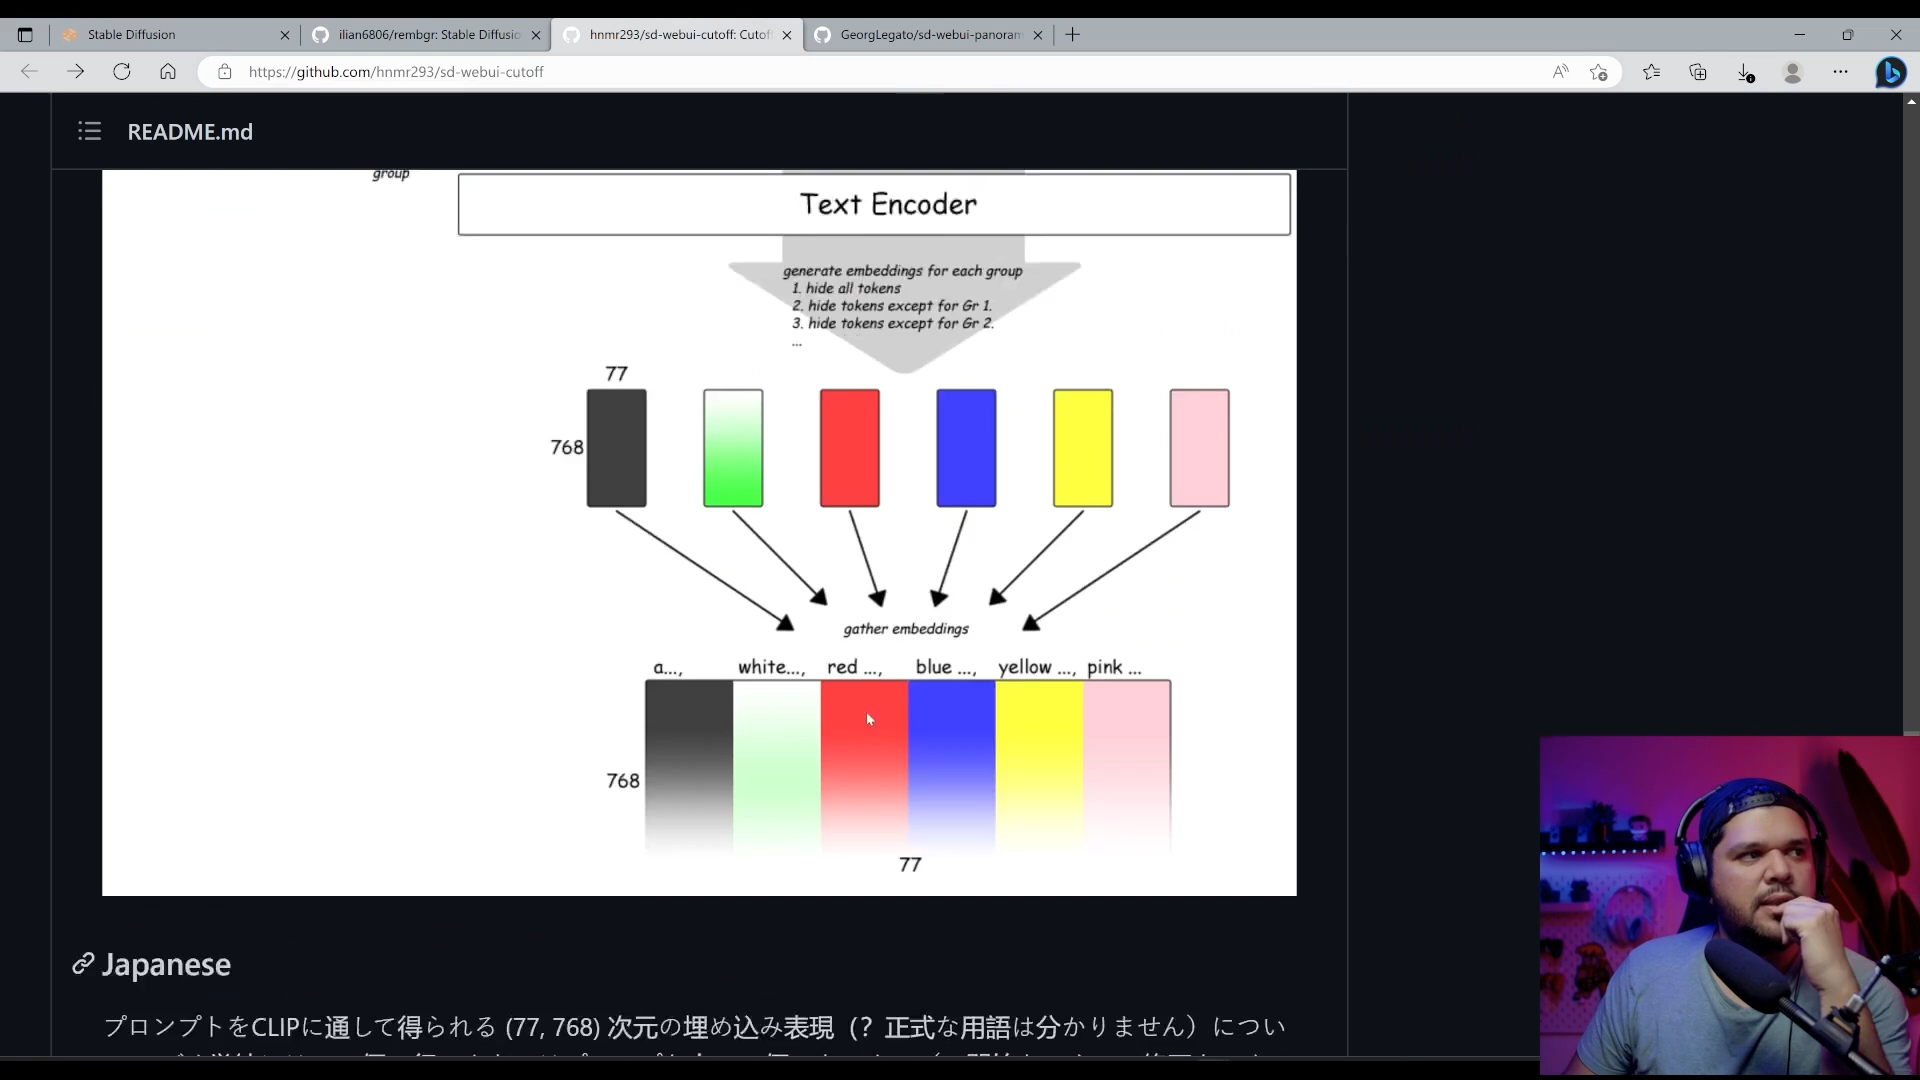 Stable Diffusion
ilian6806/rembgr: Stable Diffusio
hnmr293/sd-webui-cutoff: Cutoff
GeorgLegato/sd-webui-panoram
https://github.com/hnmr293/sd-webui-cutoff
README.md
group
Text Encoder
generate embeddings for each group
1. hide all tokens
2. hide tokens except for Gr 1.
3. hide tokens except for Gr 2.
...
77
768
gather embeddings
a..., white..., red ..., blue ..., yellow ..., pink ...
768
77
Japanese
プロンプトをCLIPに通して得られる (77, 768) 次元の埋め込み表現（？正式な用語は分かりません）につい